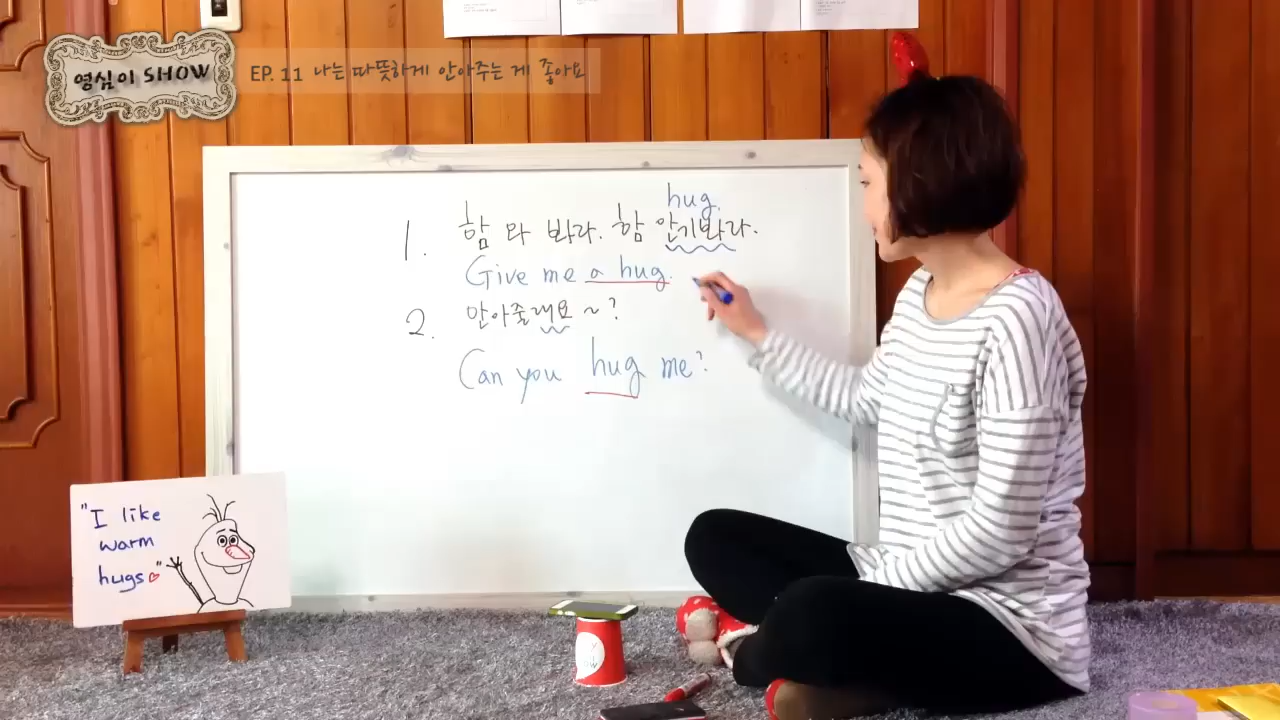 영심이 SHOW
EP. 11 나는 따뜻하게 안아주는 게 좋아요
hug.
1. 함 와 봐라. 함 안기봐라.
Give me a hug.
2. 안아줄래요 ~?
Can you hug me?
"I like
warm
hugs♡"